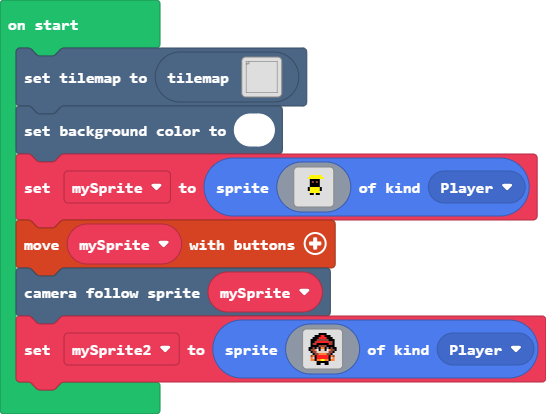 on start
set tilemap to tilemap
set background color to
set mySprite to sprite of kind Player
move mySprite with buttons
camera follow sprite mySprite
set mySprite2 to sprite of kind Player